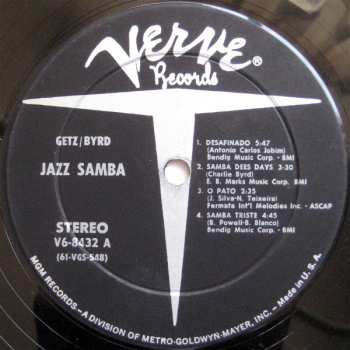 Verve®
Records
GETZ/BYRD
JAZZ SAMBA
STEREO
V6-8432 A
(61-VGS-548)
1. DESAFINADO 5:47
(Antonio Carlos Jobim)
Bendig Music Corp. - BMI
2. SAMBA DEES DAYS 3:30
(Charlie Byrd)
E. B. Marks Music Corp. - BMI
3. O PATO 2:35
(J. Silva-N. Teixeira)
Fermata Int'l Melodies Inc. - ASCAP
4. SAMBA TRISTE 4:45
(B. Powell-B. Blanco)
Bendig Music Corp. - BMI
MGM RECORDS - A DIVISION OF METRO-GOLDWYN-MAYER, INC. - Made in U.S.A.